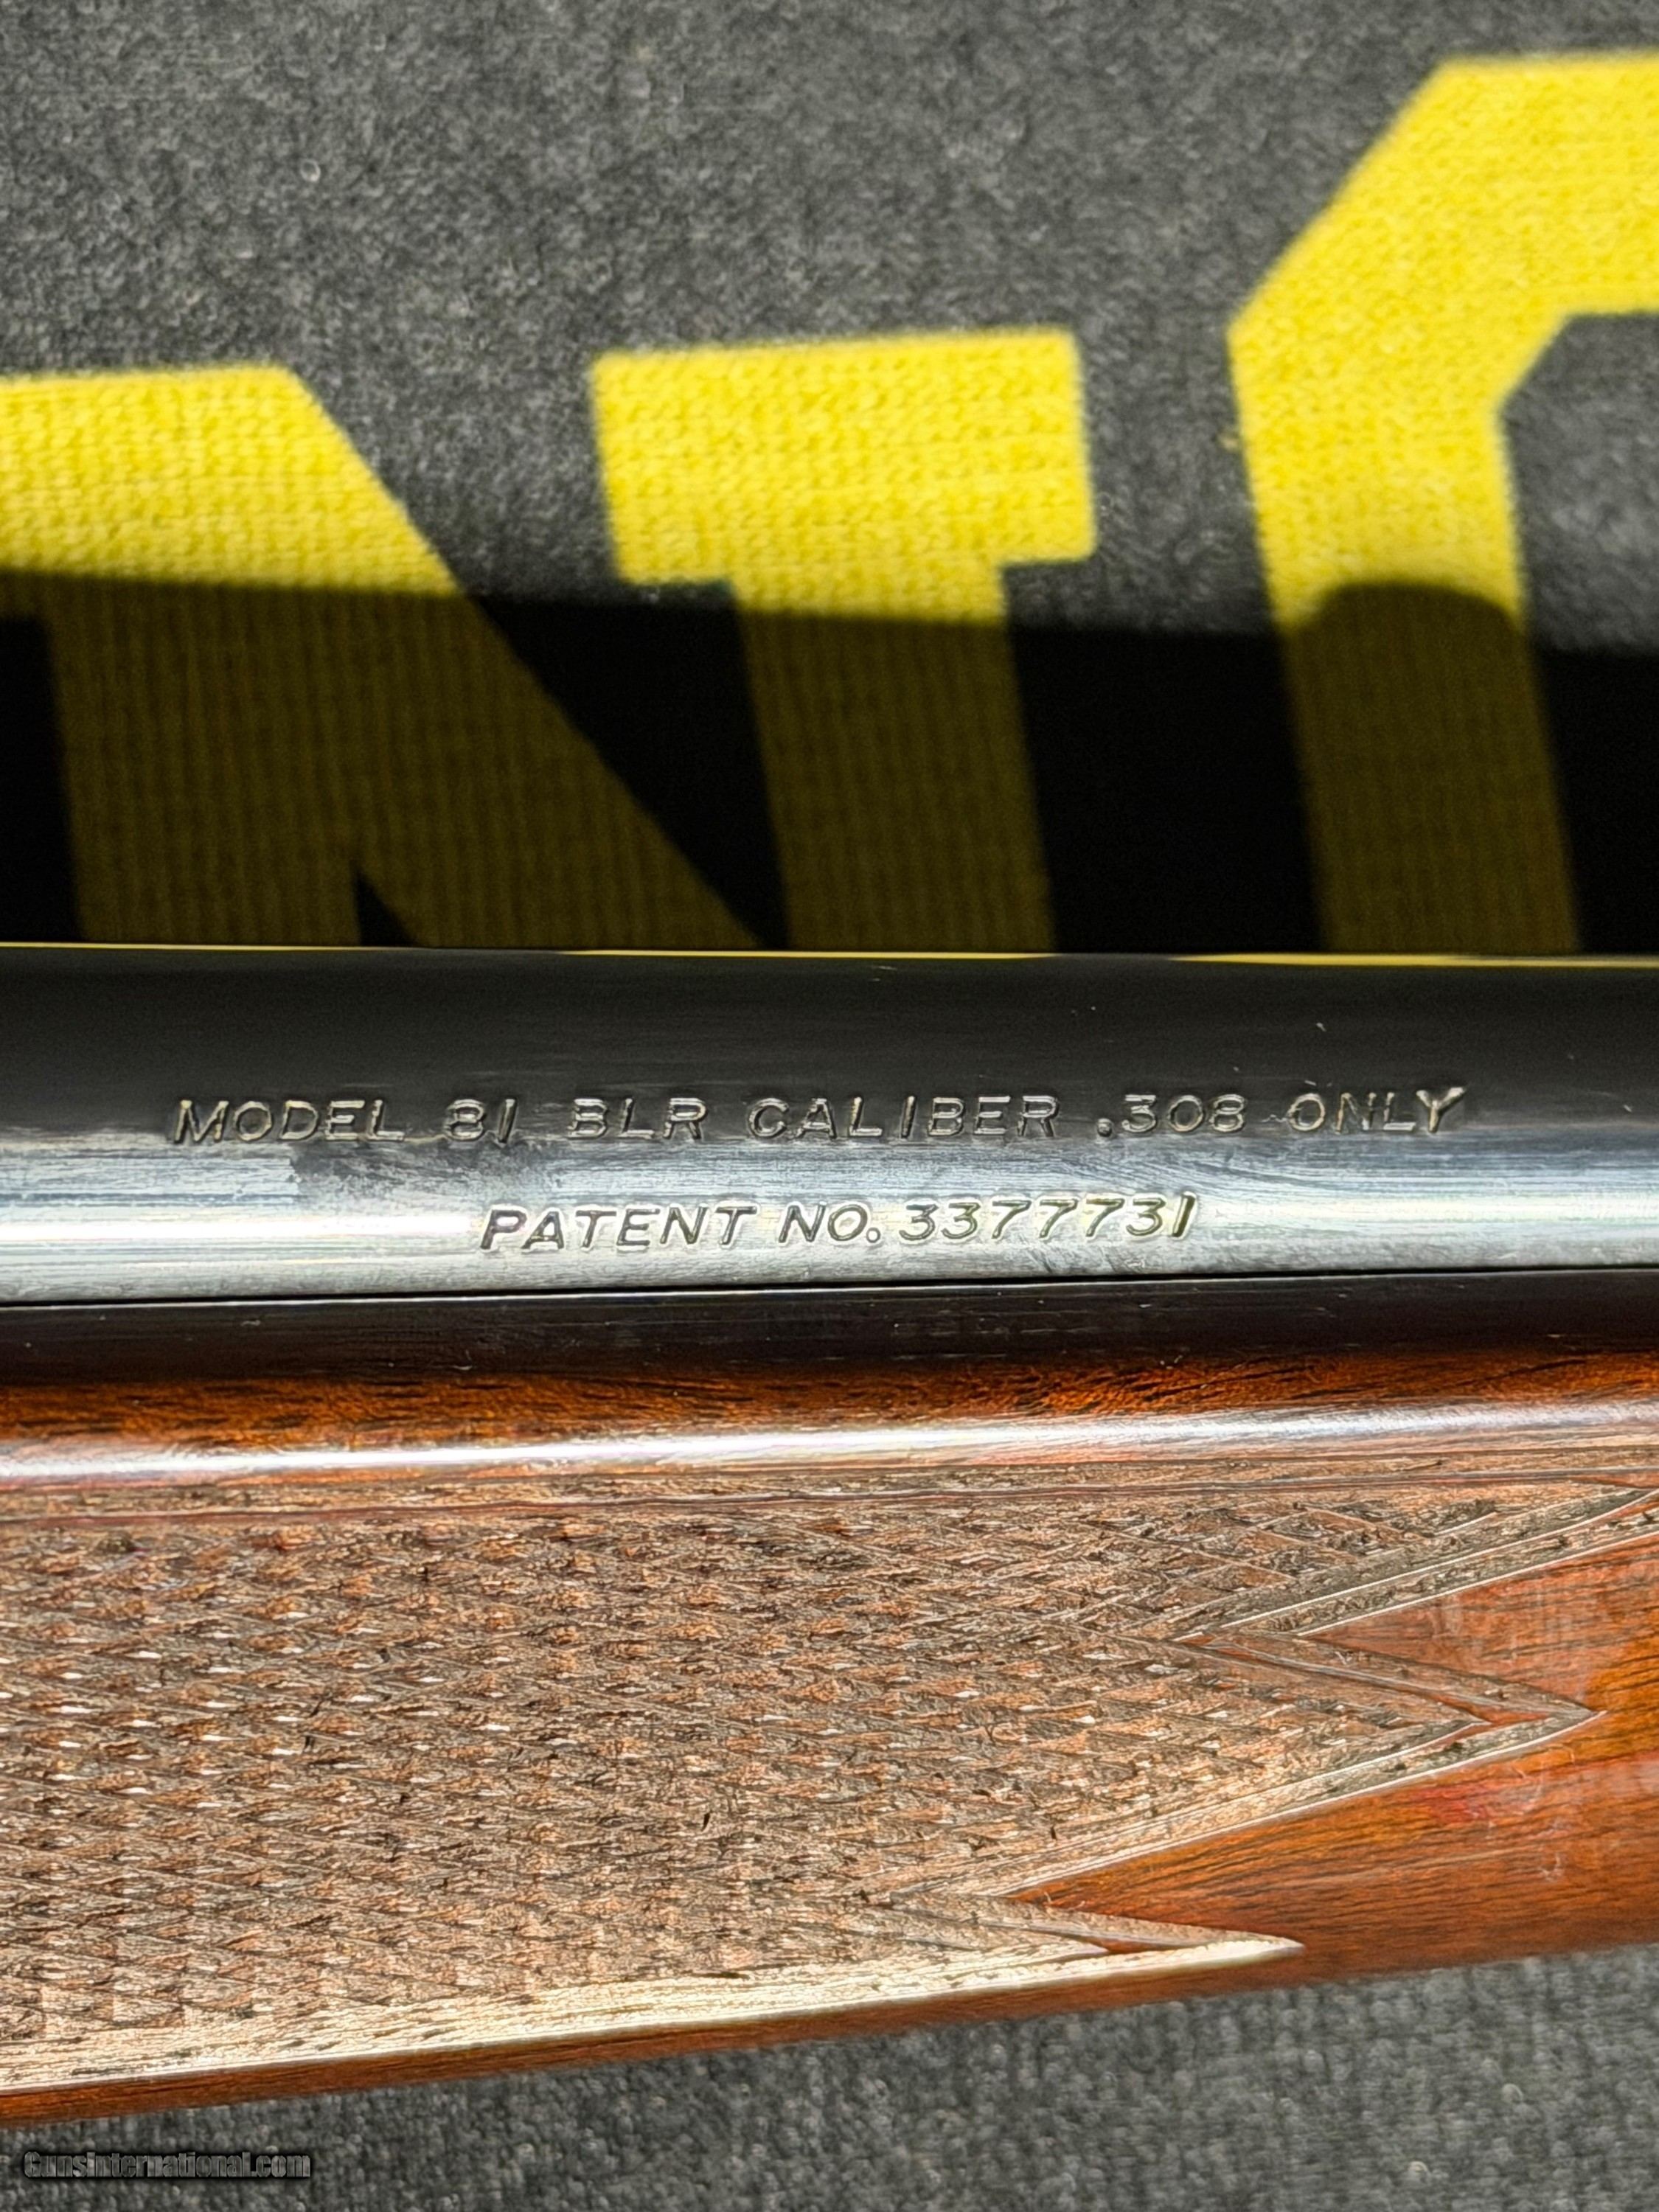 MODEL 81 BLR CALIBER .308 ONLY
PATENT NO. 3377731
Gunsinternational.com